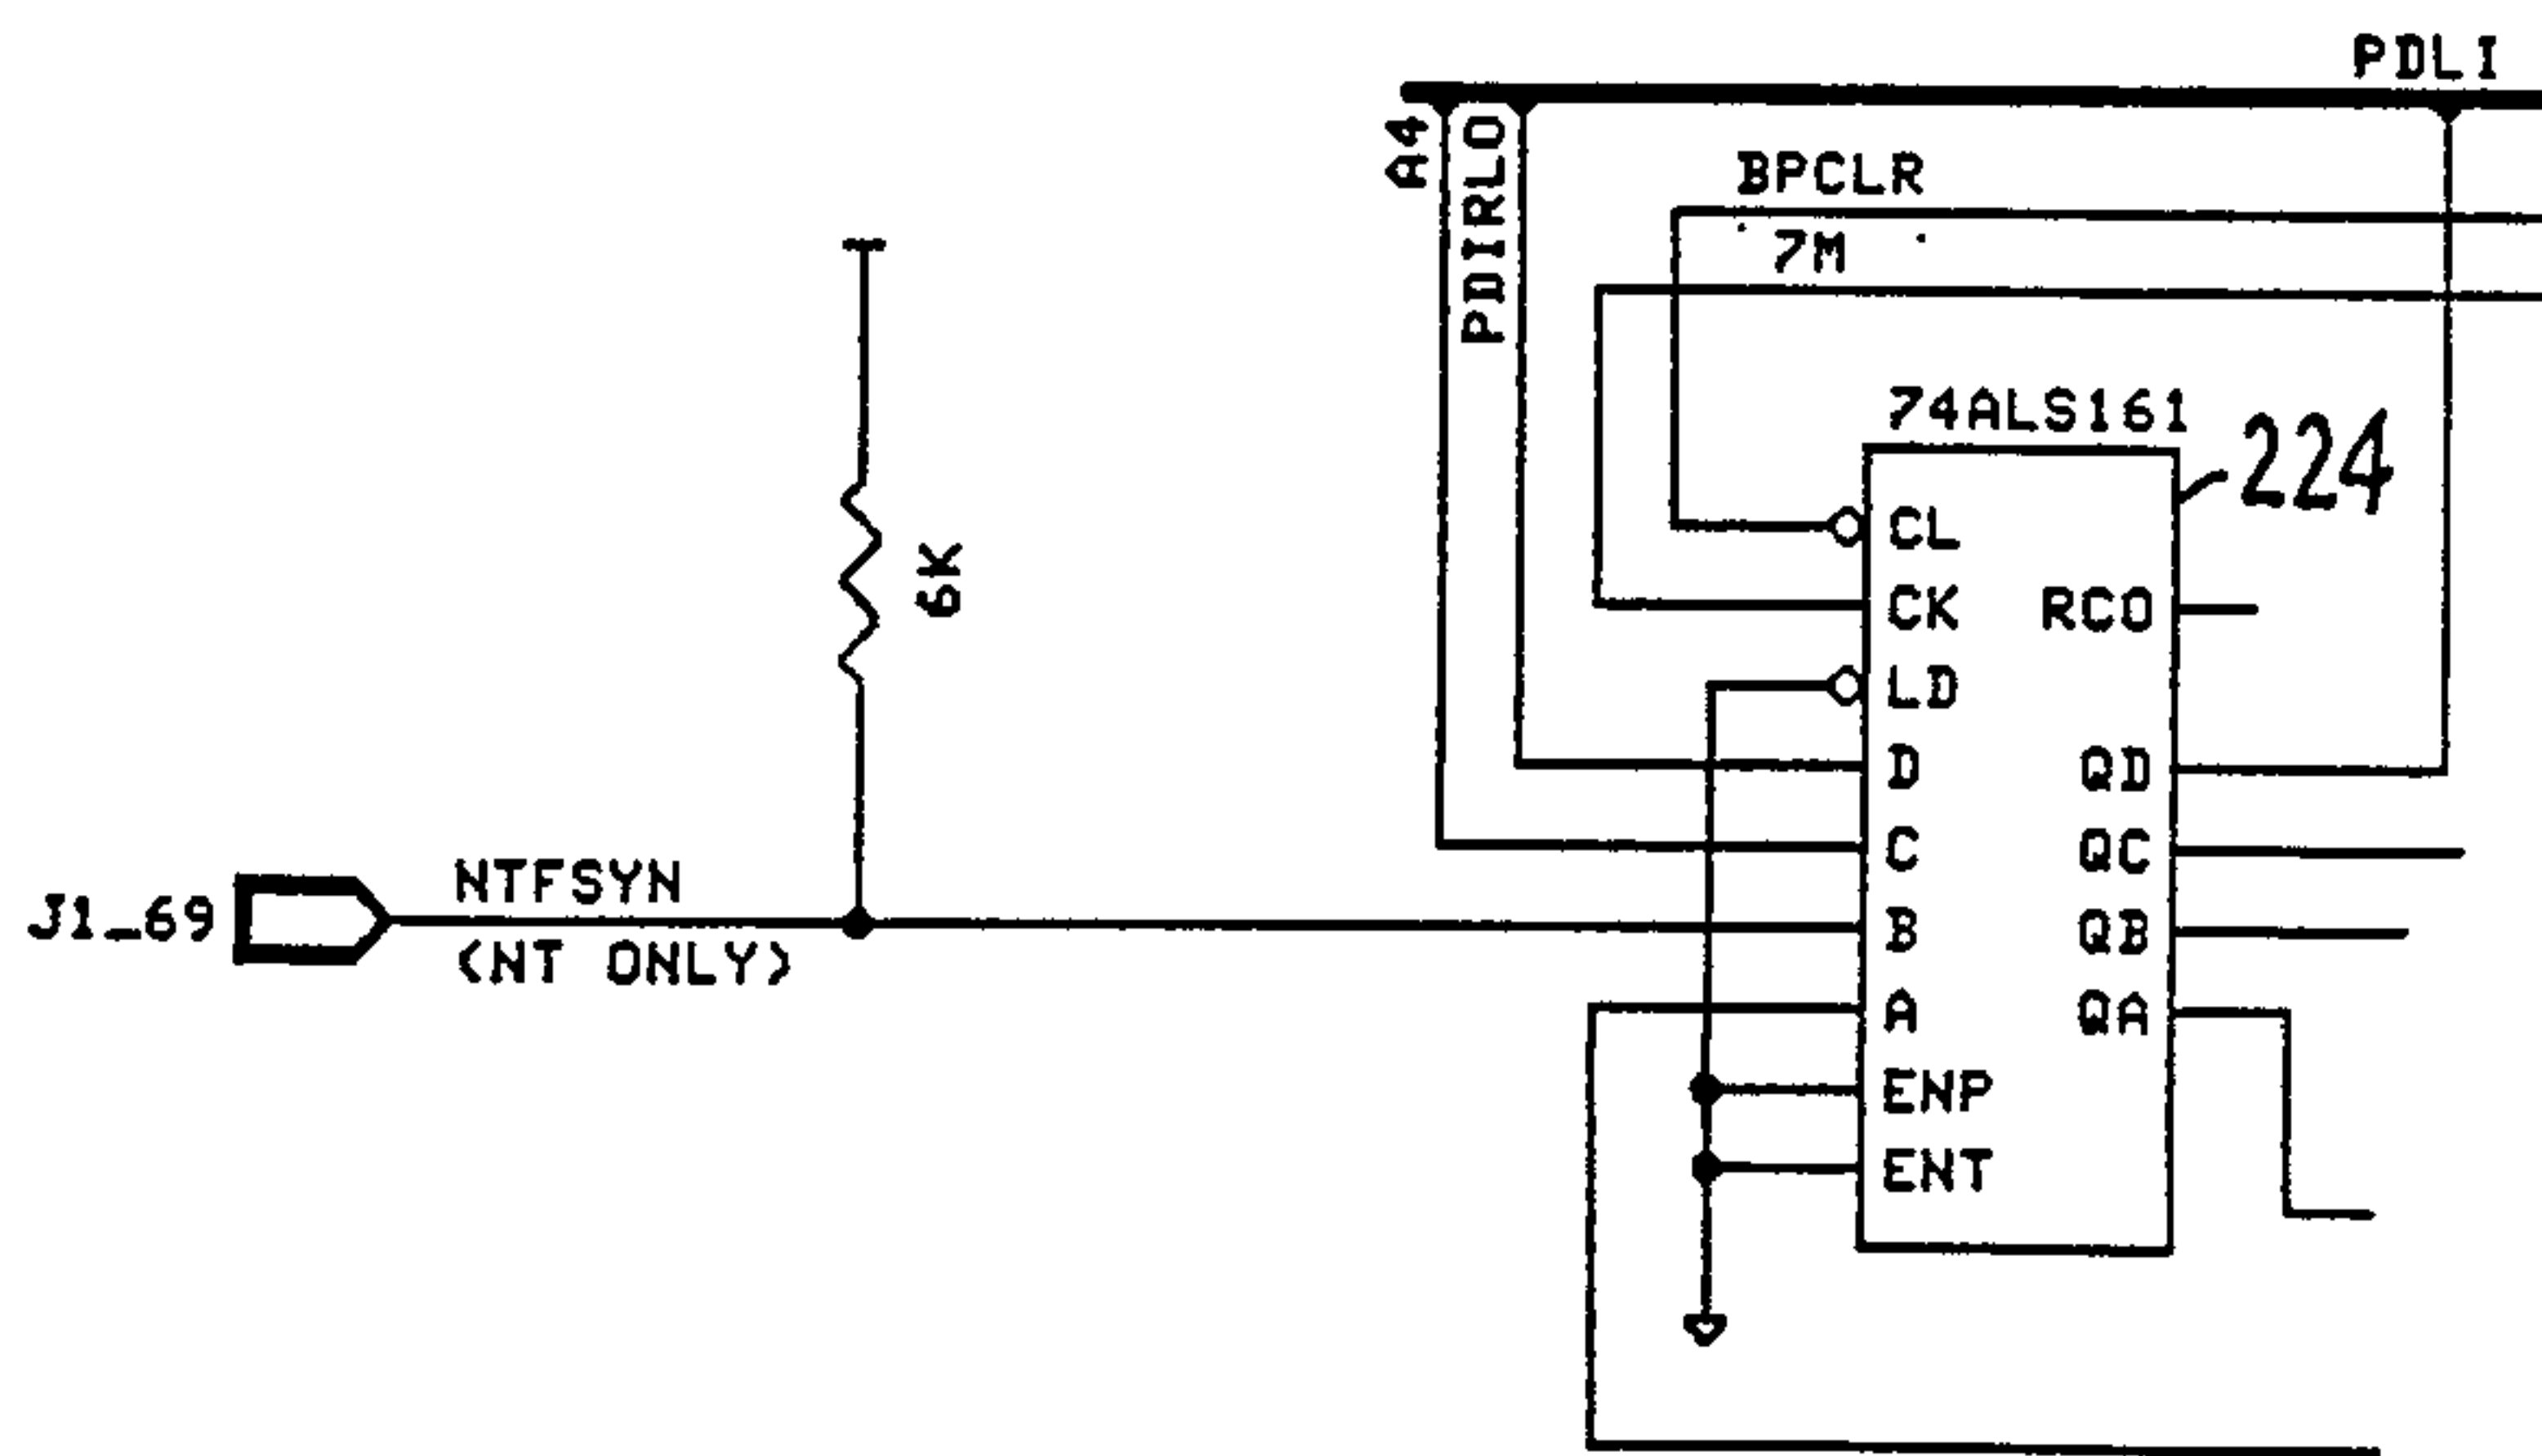 PDLI
A4
PDIRLO
BPCLR
7M
74ALS161
224
6K
CL
CK
RCO
LD
D
QD
C
QC
J1_69
NTFSYN
(NT ONLY)
B
QB
A
QA
ENP
ENT